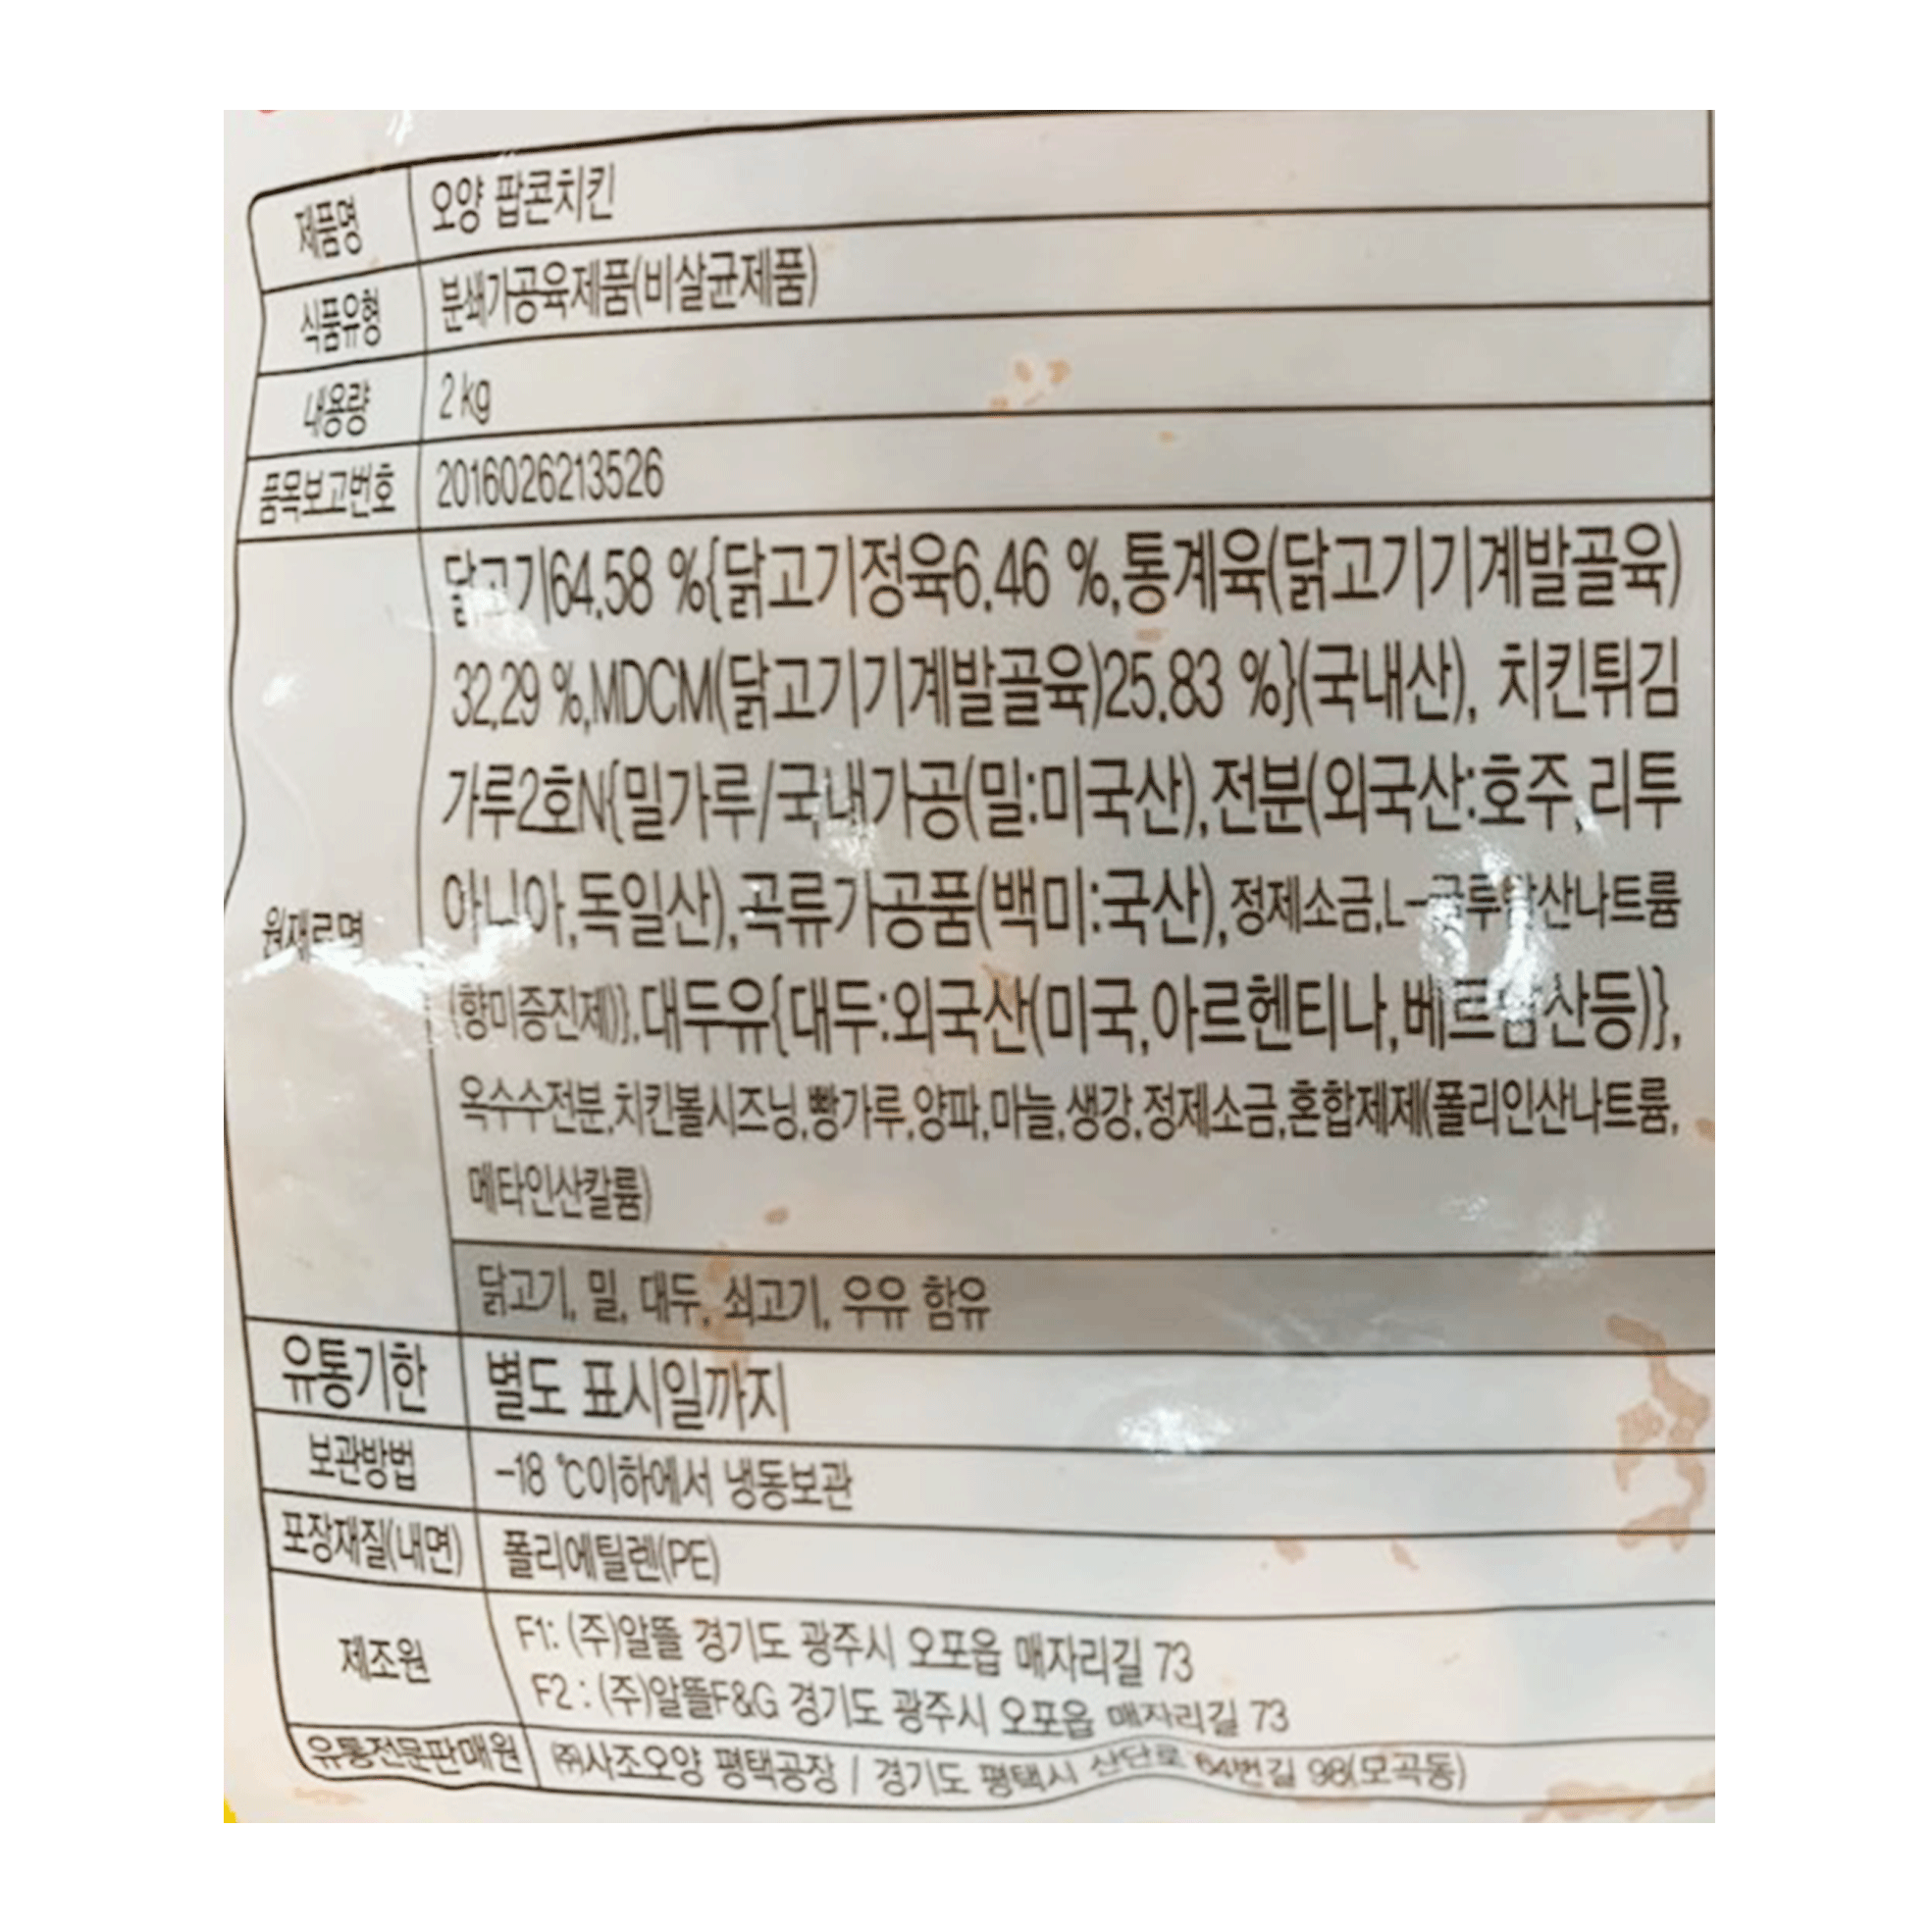 제품명 오양 팝콘치킨
식품유형 분쇄가공육제품(비살균제품)
내용량 2 kg
품목보고번호 2016026213526
닭고기64.58 %{닭고기정육6.46 %,통계육(닭고기기계발골육)
32.29 %,MDCM(닭고기기계발골육)25.83 %}(국내산), 치킨튀김
가루2호N{밀가루/국내가공(밀:미국산),전분(외국산:호주,리투
원재료명 아니아,독일산),곡류가공품(백미:국산),정제소금,L-글루탐산나트륨
(향미증진제)},대두유{대두:외국산(미국,아르헨티나,베트남산등)},
옥수수전분,치킨볼시즈닝,빵가루,양파,마늘,생강,정제소금,혼합제제(폴리인산나트륨,
메타인산칼륨)
닭고기, 밀, 대두, 쇠고기, 우유 함유
유통기한 별도 표시일까지
보관방법 -18 ℃이하에서 냉동보관
포장재질(내면) 폴리에틸렌(PE)
제조원 F1: (주)알뜰 경기도 광주시 오포읍 매자리길 73
F2 : (주)알뜰F&G 경기도 광주시 오포읍 매자리길 73
유통전문판매원 ㈜사조오양 평택공장 / 경기도 평택시 산단로 64번길 98(모곡동)